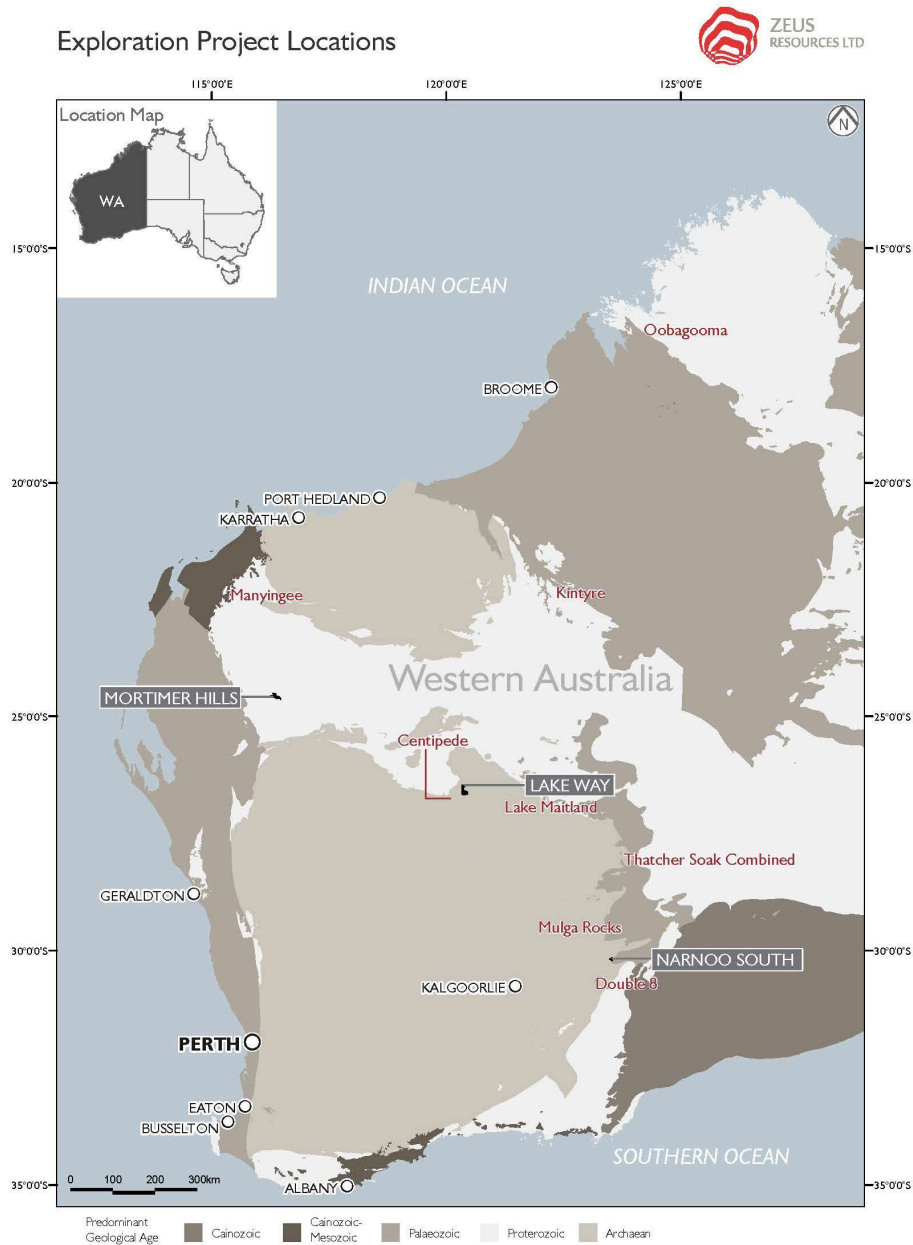 Exploration Project Locations
ZEUS
RESOURCES LTD
115°0'0"E
120°0'0"E
125°0'0"E
Location Map
WA
N
15°0'0"S
15°0'0"S
INDIAN OCEAN
Oobagooma
BROOME
20°0'0"S
20°0'0"S
PORT HEDLAND
KARRATHA
Manyingee
Kintyre
Western Australia
MORTIMER HILLS
25°0'0"S
25°0'0"S
Centipede
LAKE WAY
Lake Maitland
Thatcher Soak Combined
GERALDTON
Mulga Rocks
30°0'0"S
30°0'0"S
NARNOO SOUTH
Double 8
KALGOORLIE
PERTH
EATON
BUSSELTON
SOUTHERN OCEAN
0 100 200 300km
ALBANY
35°0'0"S
35°0'0"S
Predominant
Geological Age
Cainozoic
Cainozoic-
Mesozoic
Palaeozoic
Proterozoic
Archaean